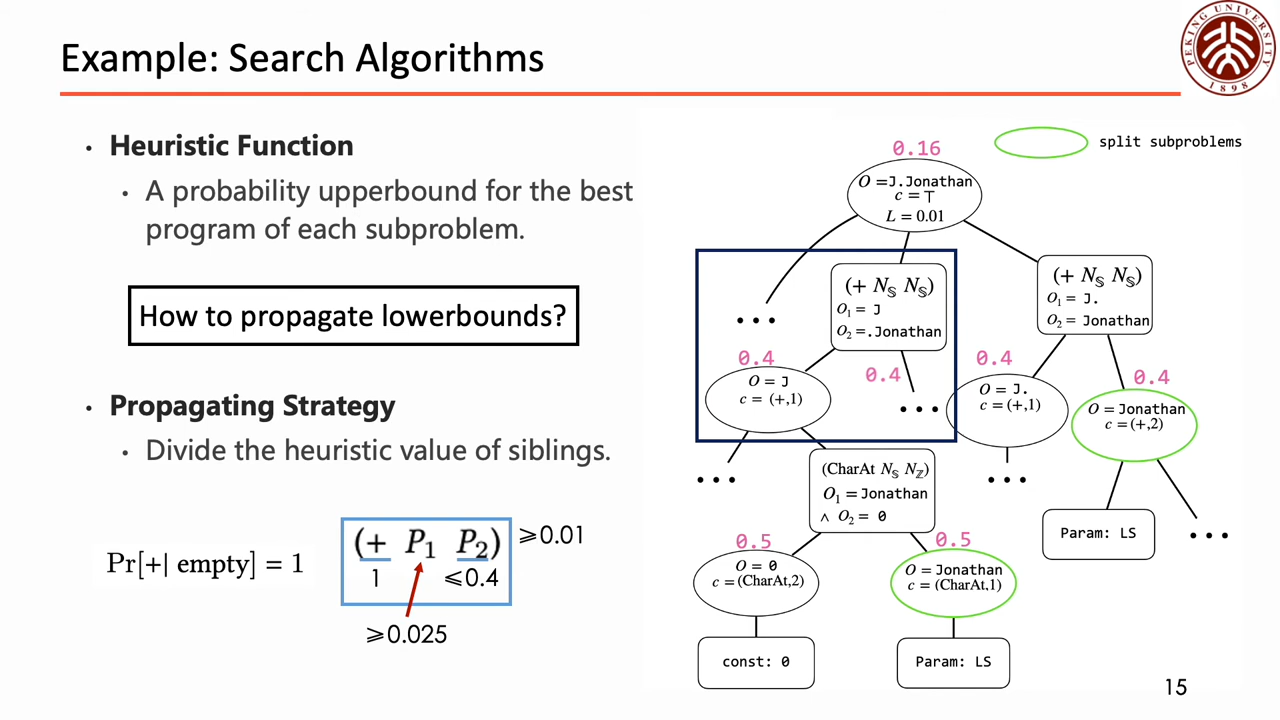 Example: Search Algorithms
PEKING UNIVERSITY
1898
• Heuristic Function
• A probability upperbound for the best
program of each subproblem.
How to propagate lowerbounds?
• Propagating Strategy
• Divide the heuristic value of siblings.
Pr[+| empty] = 1
(+ P₁ P₂)
⩾0.01
1
⩽0.4
⩾0.025
split subproblems
0.16
O =J.Jonathan
c = ⊤
L = 0.01
• • •
(+ N𝕊 N𝕊)
O₁ = J
O₂ =.Jonathan
(+ N𝕊 N𝕊)
O₁ = J.
O₂ = Jonathan
0.4
O = J
c = (+,1)
0.4
• • •
0.4
O = J.
c = (+,1)
0.4
O = Jonathan
c = (+,2)
• • •
(CharAt N𝕊 Nℤ)
O₁ = Jonathan
∧ O₂ = 0
• • •
Param: LS
• • •
0.5
O = 0
c = (CharAt,2)
0.5
O = Jonathan
c = (CharAt,1)
const: 0
Param: LS
15